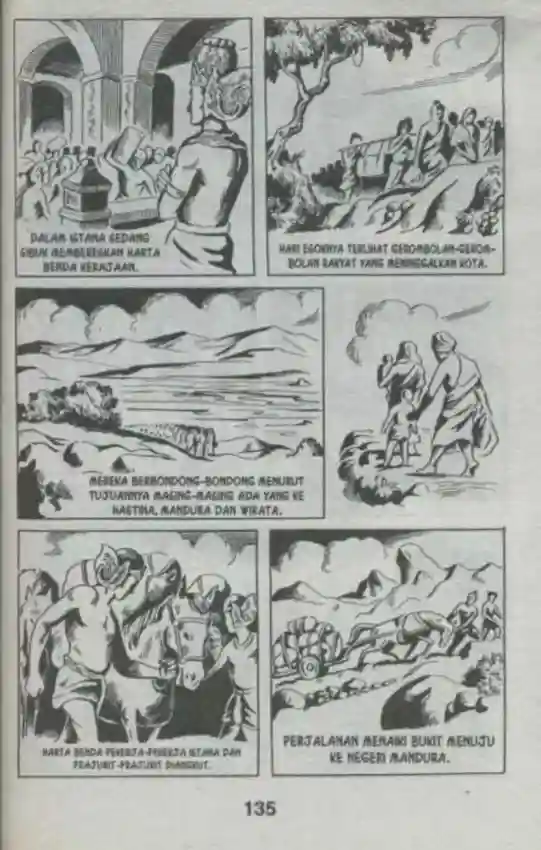 DALAM ISTANA SEDANG
SIBUK MEMBERESKAN HARTA
BENDA KERAJAAN.
HARI ESOKNYA TERLIHAT GEROMBOLAN-GEROM-
BOLAN RAKYAT YANG MENINGGALKAN KOTA.
MEREKA BERBONDONG-BONDONG MENURUT
TUJUANNYA MASING-MASING ADA YANG KE
HASTINA, MANDURA DAN WIRATA.
HARTA BENDA PEKERJA-PEKERJA ISTANA DAN
PRAJURIT-PRAJURIT DIANGKUT.
PERJALANAN MENAIKI BUKIT MENUJU
KE NEGERI MANDURA.
135